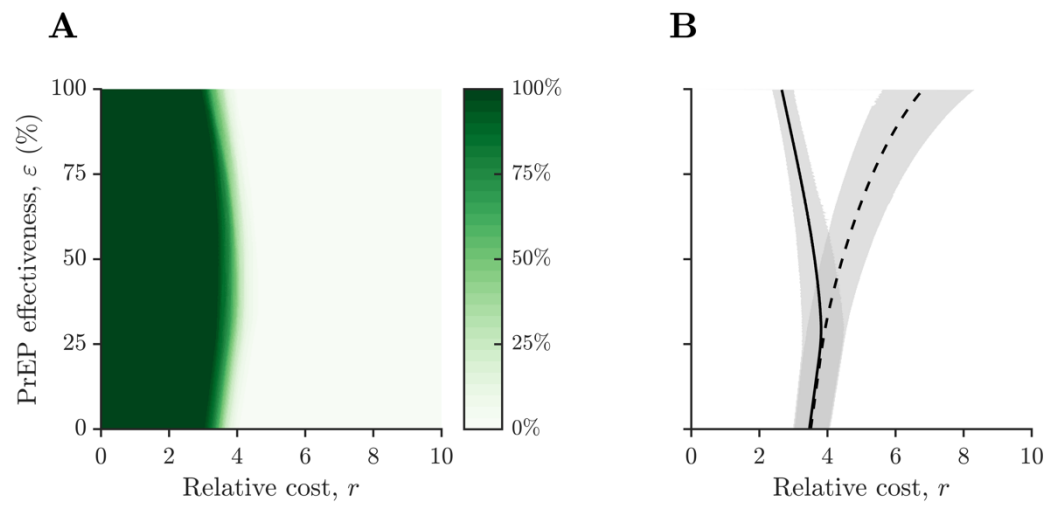 A
B
PrEP effectiveness, ε (%)
100
75
50
25
0
0 2 4 6 8 10
Relative cost, r
100%
75%
50%
25%
0%
0 2 4 6 8 10
Relative cost, r